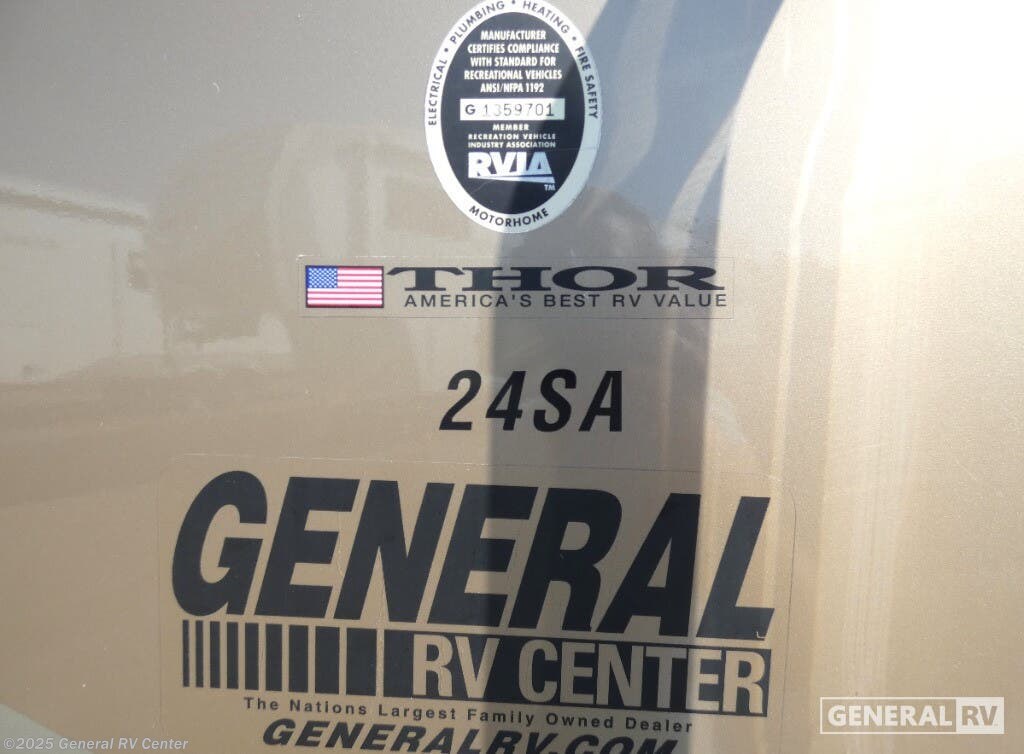 ELECTRICAL • PLUMBING • HEATING • FIRE SAFETY
MANUFACTURER
CERTIFIES COMPLIANCE
WITH STANDARD FOR
RECREATIONAL VEHICLES
ANSI/NFPA 1192
G 1359701
MEMBER
RECREATION VEHICLE
INDUSTRY ASSOCIATION
RVIA
TM
MOTORHOME
THOR
AMERICA'S BEST RV VALUE
24SA
GENERAL
RV CENTER
The Nations Largest Family Owned Dealer
GENERALRV.COM
GENERAL RV
©2025 General RV Center